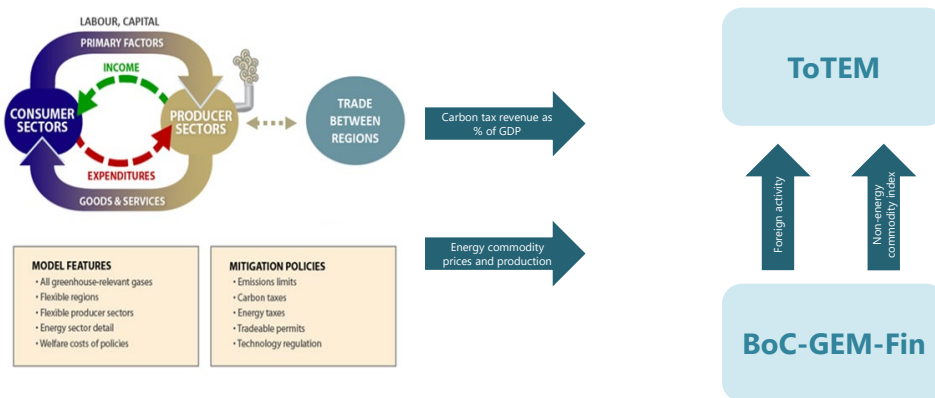 LABOUR, CAPITAL
PRIMARY FACTORS
INCOME
CONSUMER
SECTORS
PRODUCER
SECTORS
EXPENDITURES
GOODS & SERVICES
TRADE
BETWEEN
REGIONS
MODEL FEATURES
• All greenhouse-relevant gases
• Flexible regions
• Flexible producer sectors
• Energy sector detail
• Welfare costs of policies
MITIGATION POLICIES
• Emissions limits
• Carbon taxes
• Energy taxes
• Tradeable permits
• Technology regulation
Carbon tax revenue as
% of GDP
Energy commodity
prices and production
ToTEM
Foreign activity
Non-energy
commodity index
BoC-GEM-Fin